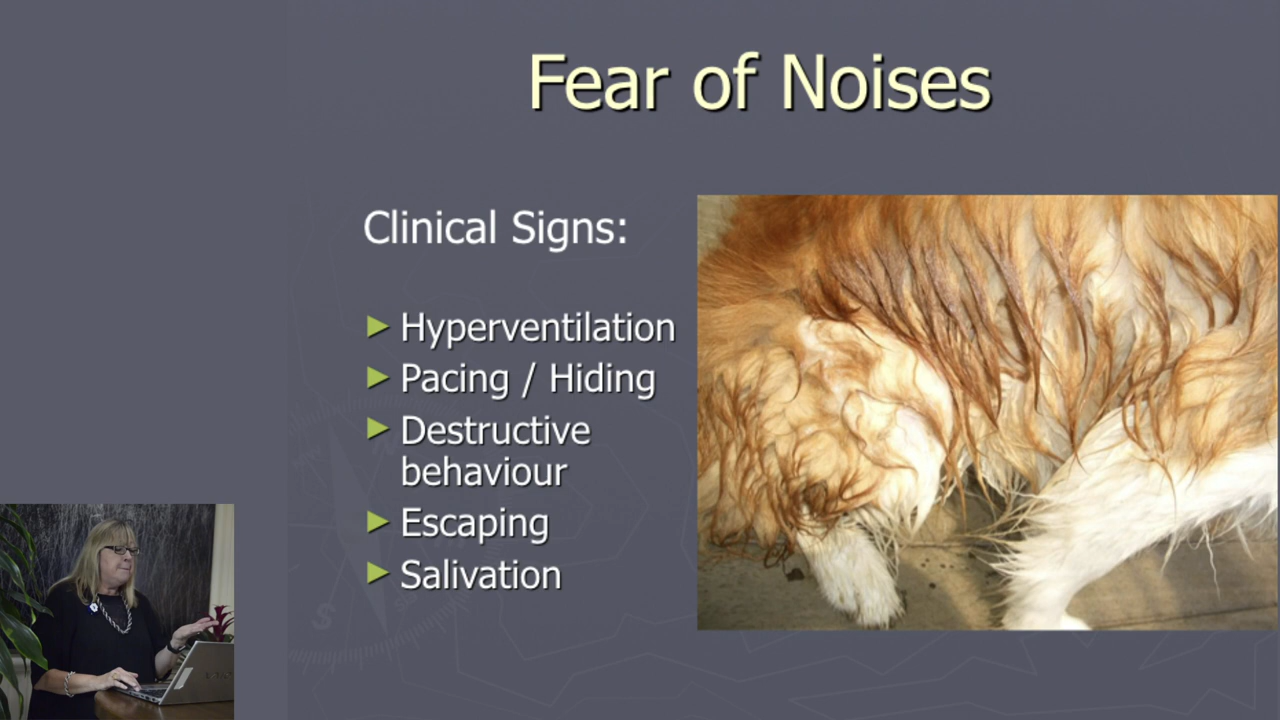 Fear of Noises
Clinical Signs:
Hyperventilation
Pacing / Hiding
Destructive
behaviour
Escaping
Salivation